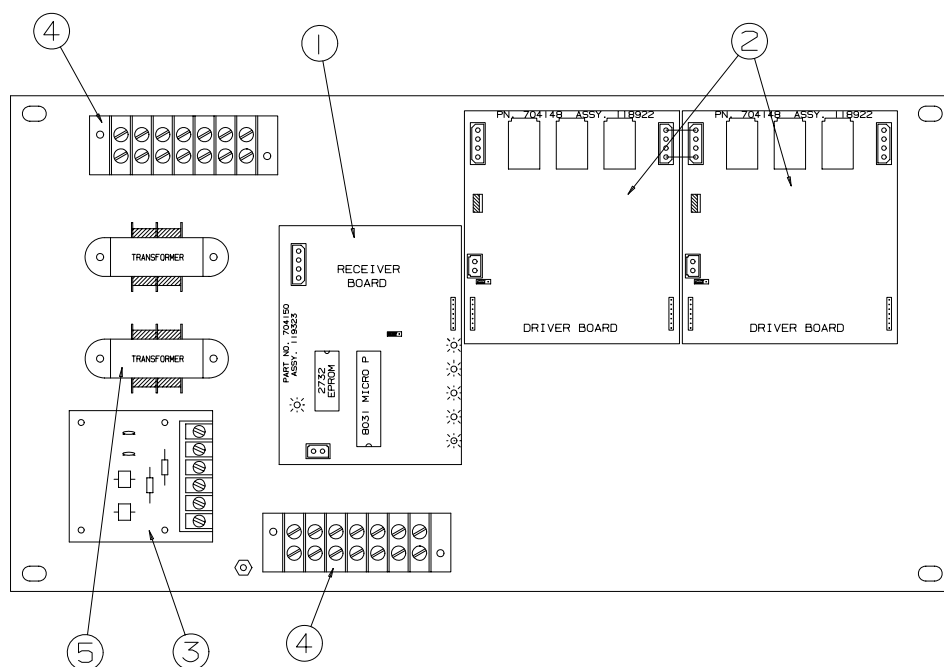 4
1
2
PN. 704148 ASSY. 118922
PN. 704148 ASSY. 118922
TRANSFORMER
RECEIVER
BOARD
PART NO. 704150
ASSY. 119323
DRIVER BOARD
DRIVER BOARD
TRANSFORMER
2732
EPROM
8031 MICRO P
5
3
4